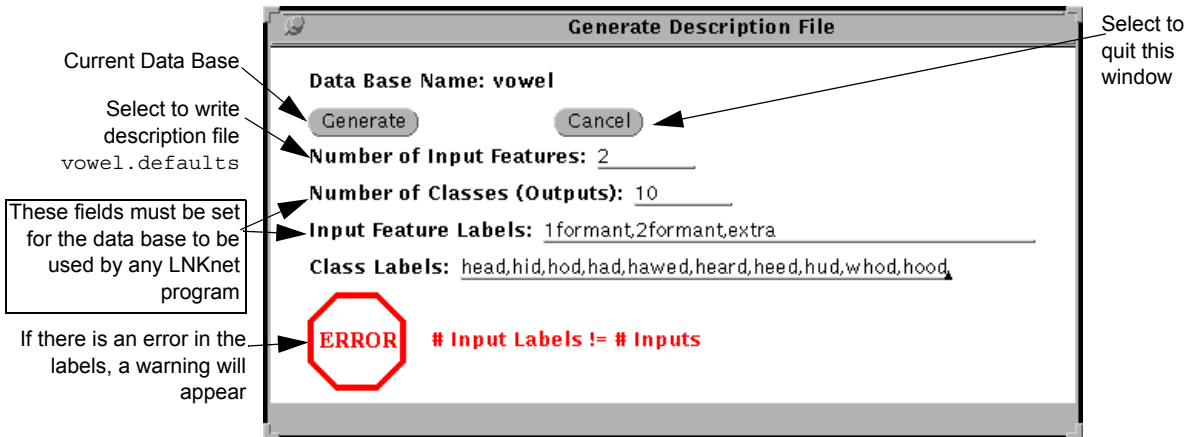 Generate Description File
Current Data Base
Select to write
description file
vowel.defaults
These fields must be set
for the data base to be
used by any LNKnet
program
If there is an error in the
labels, a warning will
appear
Data Base Name: vowel
Generate
Cancel
Number of Input Features: 2
Number of Classes (Outputs): 10
Input Feature Labels: 1formant,2formant,extra
Class Labels: head,hid,hod,had,hawed,heard,heed,hud,whod,hood
ERROR
# Input Labels != # Inputs
Select to
quit this
window